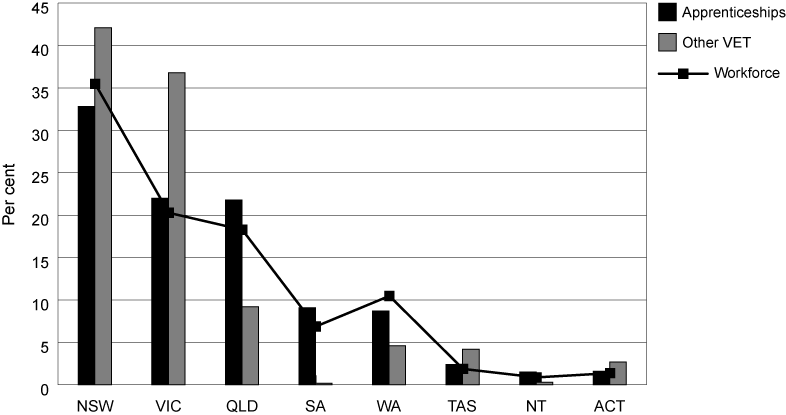 45
40
35
30
25
20
15
10
5
0
Per cent
NSW VIC QLD SA WA TAS NT ACT
Apprenticeships
Other VET
Workforce